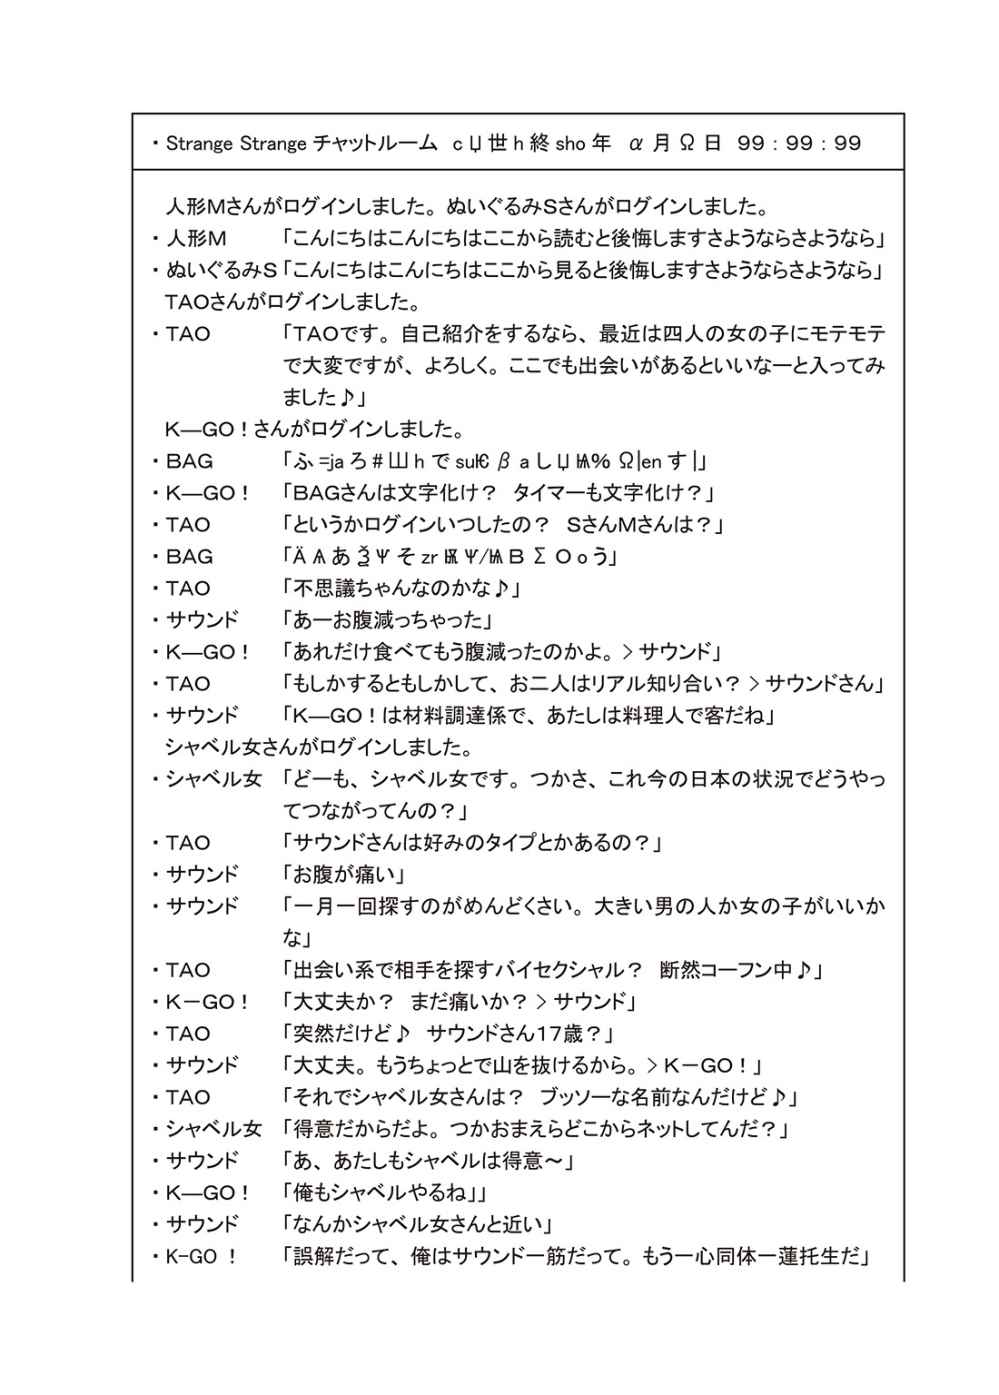 ・Strange Strange チャットルーム　c Џ 世 h 終 sho 年　α 月 Ω 日　99：99：99
人形Mさんがログインしました。ぬいぐるみSさんがログインしました。
・人形M　「こんにちはこんにちはここから読むと後悔しますさようならさようなら」
・ぬいぐるみS「こんにちはこんにちはここから見ると後悔しますさようならさようなら」
TAOさんがログインしました。
・TAO　「TAOです。自己紹介をするなら、最近は四人の女の子にモテモテ
で大変ですが、よろしく。ここでも出会いがあるといいなーと入ってみ
ました♪」
K―GO！さんがログインしました。
・BAG　「ふ =ja ろ # Ш h で suѤ β a し Џ Ѩ% Ω|en す |」
・K―GO！　「BAGさんは文字化け？　タイマーも文字化け？」
・TAO　「というかログインいつしたの？　SさんMさんは？」
・BAG　「Ä Ѧ あ Ѯ Ѱ そ zr Ѭ Ѱ/Ѩ B Σ O o う」
・TAO　「不思議ちゃんなのかな♪」
・サウンド　「あーお腹減っちゃった」
・K―GO！　「あれだけ食べてもう腹減ったのかよ。> サウンド」
・TAO　「もしかするともしかして、お二人はリアル知り合い？ > サウンドさん」
・サウンド　「K―GO！は材料調達係で、あたしは料理人で客だね」
シャベル女さんがログインしました。
・シャベル女　「どーも、シャベル女です。つかさ、これ今の日本の状況でどうやっ
てつながってんの？」
・TAO　「サウンドさんは好みのタイプとかあるの？」
・サウンド　「お腹が痛い」
・サウンド　「一月一回探すのがめんどくさい。大きい男の人か女の子がいいか
な」
・TAO　「出会い系で相手を探すバイセクシャル？　断然コーフン中♪」
・K－GO！　「大丈夫か？　まだ痛いか？ > サウンド」
・TAO　「突然だけど♪　サウンドさん17歳？」
・サウンド　「大丈夫。もうちょっとで山を抜けるから。> K－GO！」
・TAO　「それでシャベル女さんは？　ブッソーな名前なんだけど♪」
・シャベル女　「得意だからだよ。つかおまえらどこからネットしてんだ？」
・サウンド　「あ、あたしもシャベルは得意～」
・K―GO！　「俺もシャベルやるね」」
・サウンド　「なんかシャベル女さんと近い」
・K-GO ！　「誤解だって、俺はサウンド一筋だって。もう一心同体一蓮托生だ」